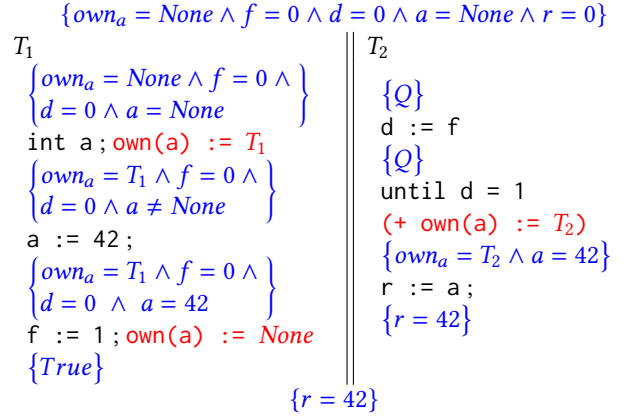 {own_a = None ∧ f = 0 ∧ d = 0 ∧ a = None ∧ r = 0}
T_1
{own_a = None ∧ f = 0 ∧
d = 0 ∧ a = None}
int a ; own(a) := T_1
{own_a = T_1 ∧ f = 0 ∧
d = 0 ∧ a ≠ None}
a := 42 ;
{own_a = T_1 ∧ f = 0 ∧
d = 0 ∧ a = 42}
f := 1 ; own(a) := None
{True}
T_2
{Q}
d := f
{Q}
until d = 1
(+ own(a) := T_2)
{own_a = T_2 ∧ a = 42}
r := a ;
{r = 42}
{r = 42}